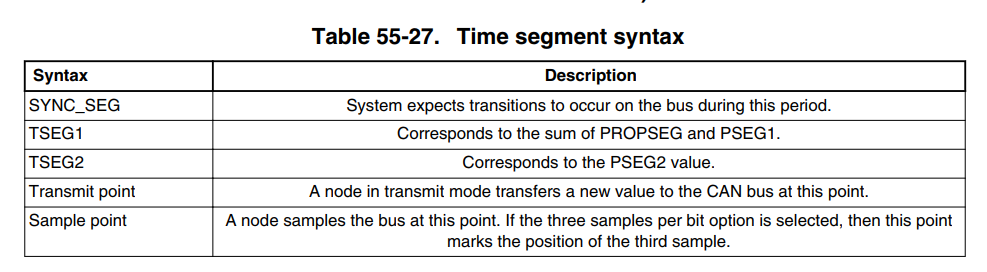 Table 55-27. Time segment syntax
Syntax Description
SYNC_SEG System expects transitions to occur on the bus during this period.
TSEG1 Corresponds to the sum of PROPSEG and PSEG1.
TSEG2 Corresponds to the PSEG2 value.
Transmit point A node in transmit mode transfers a new value to the CAN bus at this point.
Sample point A node samples the bus at this point. If the three samples per bit option is selected, then this point
marks the position of the third sample.